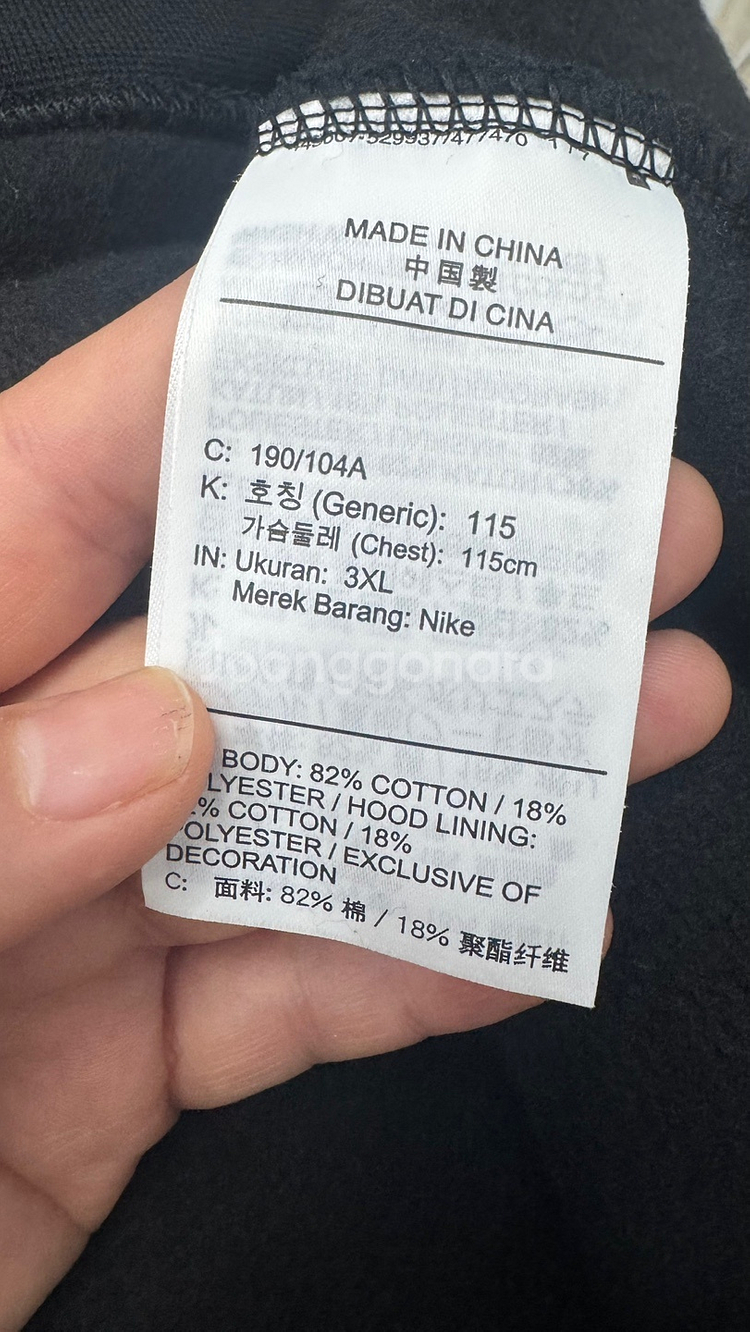 MADE IN CHINA
中国製
DIBUAT DI CINA
C: 190/104A
K: 호칭 (Generic): 115
가슴둘레 (Chest): 115cm
IN: Ukuran: 3XL
Merek Barang: Nike
Joonggonara
BODY: 82% COTTON / 18%
LYESTER / HOOD LINING:
% COTTON / 18%
OLYESTER / EXCLUSIVE OF
DECORATION
C: 面料: 82% 棉 / 18% 聚酯纤维